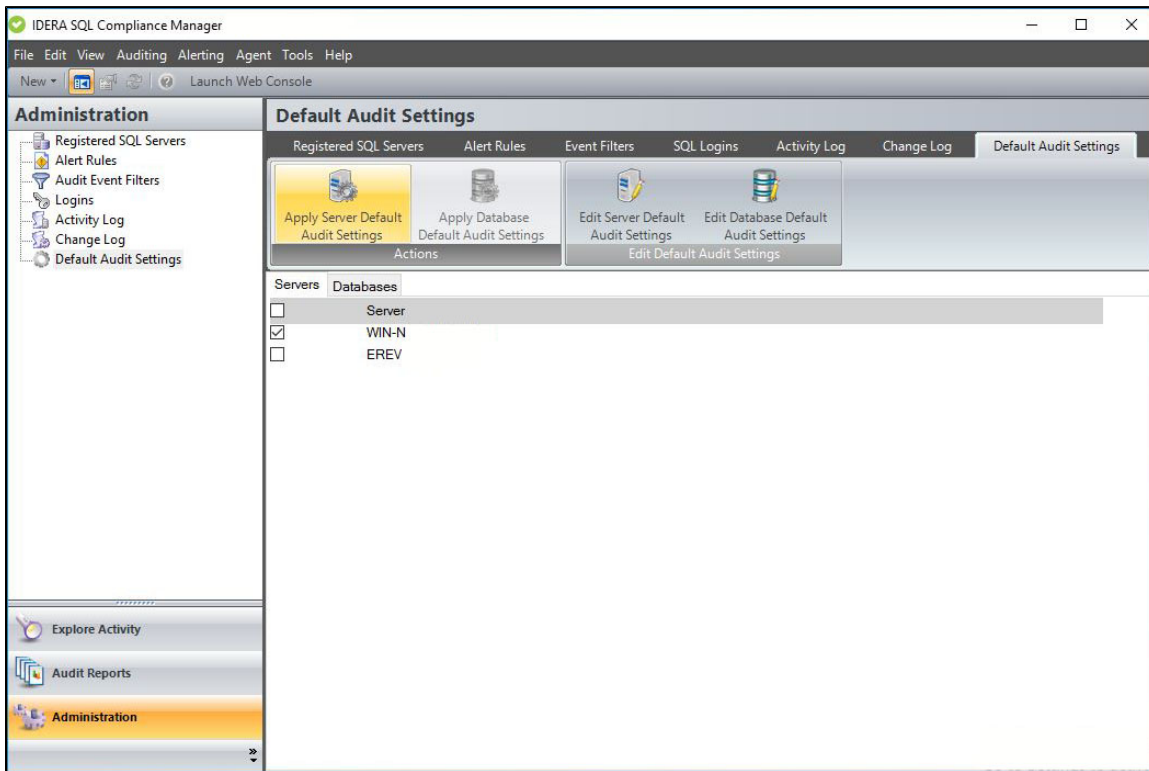 IDERA SQL Compliance Manager
File Edit View Auditing Alerting Agent Tools Help
New Launch Web Console
Administration
Registered SQL Servers
Alert Rules
Audit Event Filters
Logins
Activity Log
Change Log
Default Audit Settings
Explore Activity
Audit Reports
Administration
Default Audit Settings
Registered SQL Servers Alert Rules Event Filters SQL Logins Activity Log Change Log Default Audit Settings
Apply Server Default
Audit Settings
Apply Database
Default Audit Settings
Actions
Edit Server Default
Audit Settings
Edit Database Default
Audit Settings
Edit Default Audit Settings
Servers Databases
Server
WIN-N
EREV